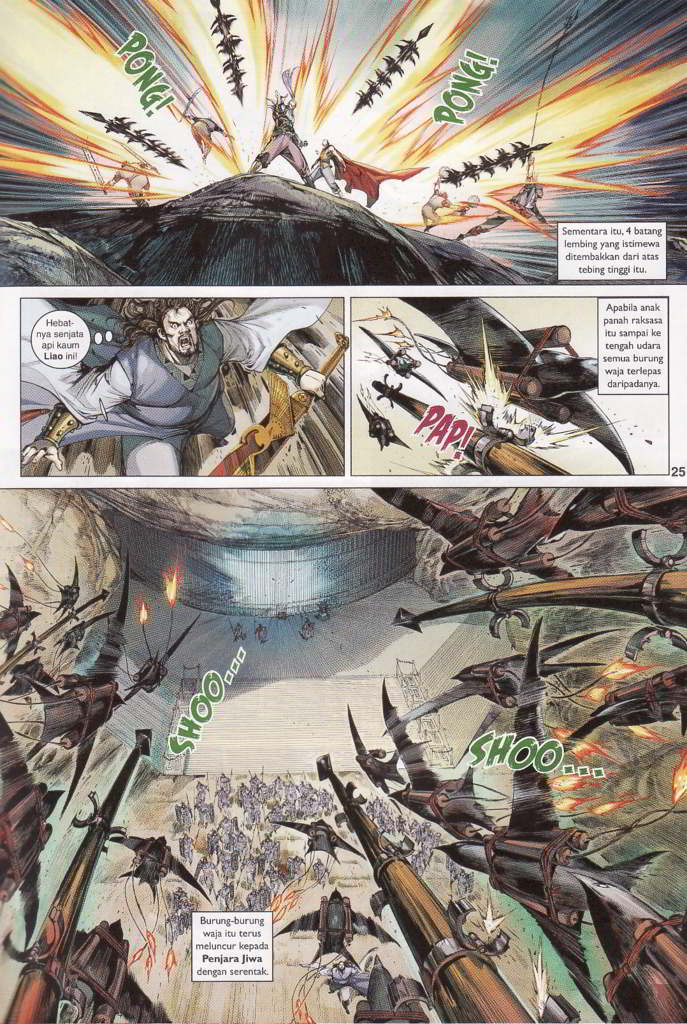 PONG!
PONG!
Sementara itu, 4 batang
lembing yang istimewa
ditembakkan dari atas
tebing tinggi itu.
Hebat-
nya senjata
api kaum
Liao ini!
Apabila anak
panah raksasa
itu sampai ke
tengah udara
semua burung
waja terlepas
daripadanya.
PAP!
25
SHOO...
SHOO...
Burung-burung
waja itu terus
meluncur kepada
Penjara Jiwa
dengan serentak.